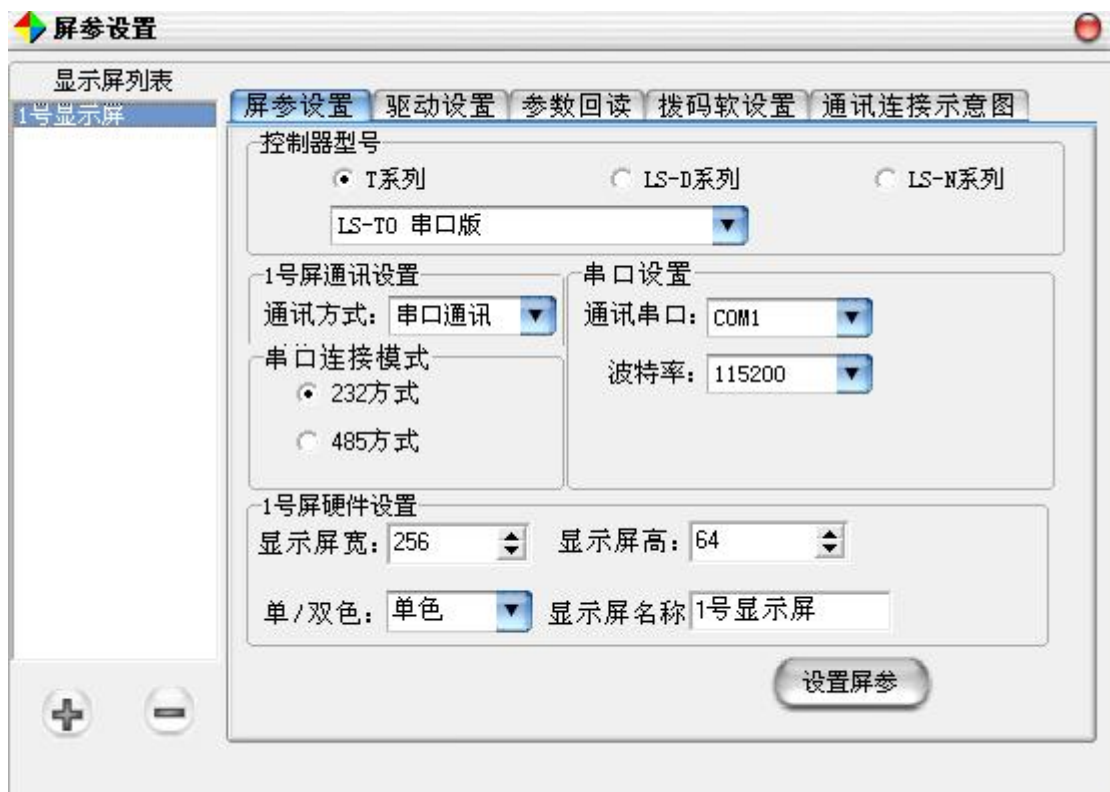 屏参设置
显示屏列表
1号显示屏
屏参设置 驱动设置 参数回读 拨码软设置 通讯连接示意图
控制器型号
T系列 LS-D系列 LS-N系列
LS-T0 串口版
1号屏通讯设置
通讯方式: 串口通讯
串口连接模式
232方式
485方式
串口设置
通讯串口: COM1
波特率: 115200
1号屏硬件设置
显示屏宽: 256 显示屏高: 64
单/双色: 单色 显示屏名称 1号显示屏
设置屏参